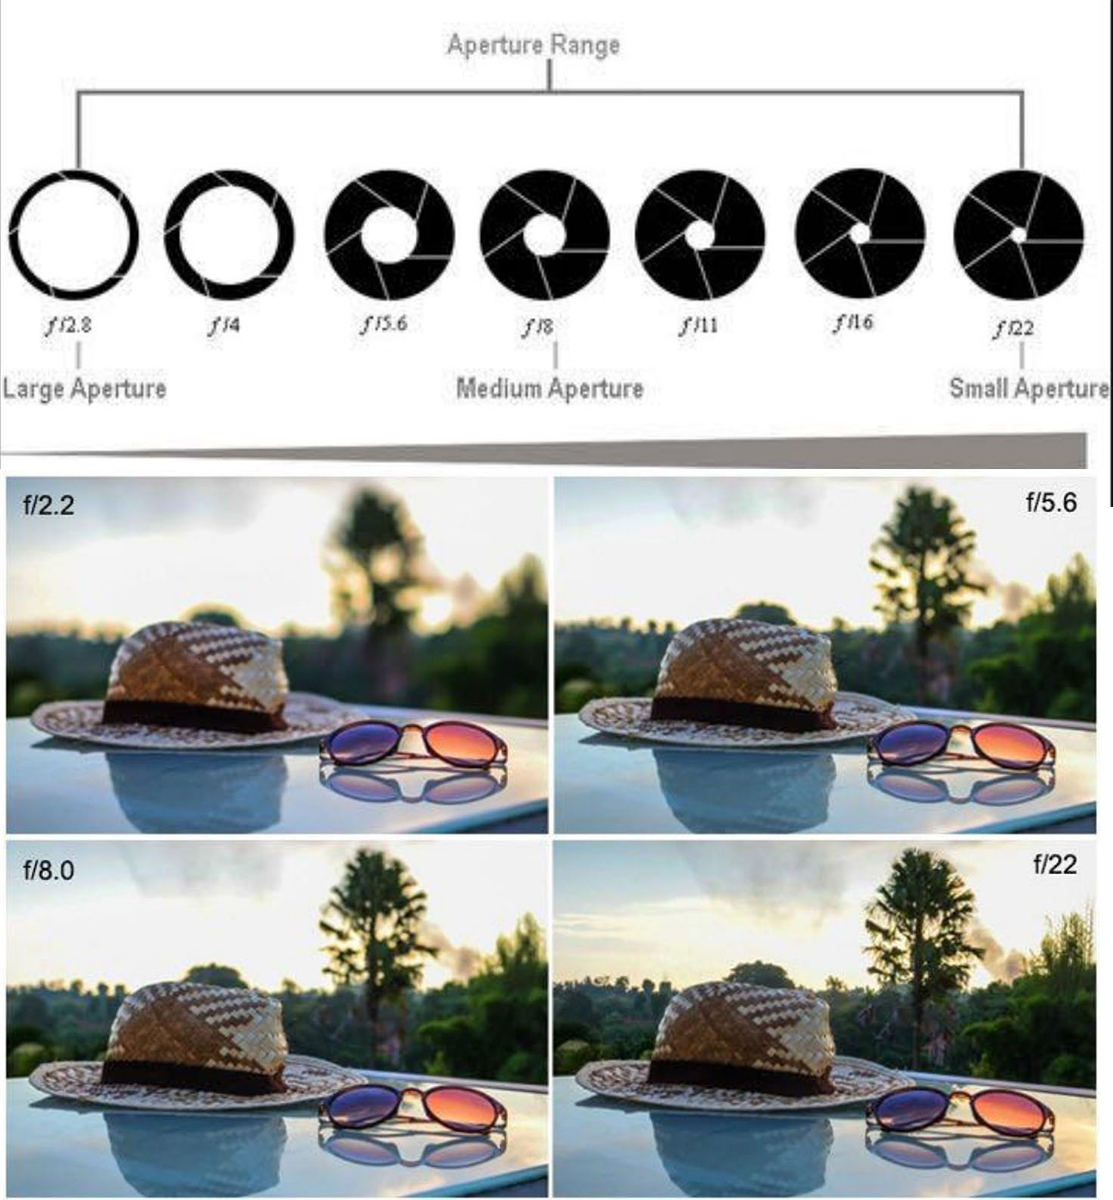 Aperture Range
f/2.8 f/4 f/5.6 f/8 f/11 f/16 f/22
Large Aperture Medium Aperture Small Aperture
f/2.2
f/5.6
f/8.0
f/22